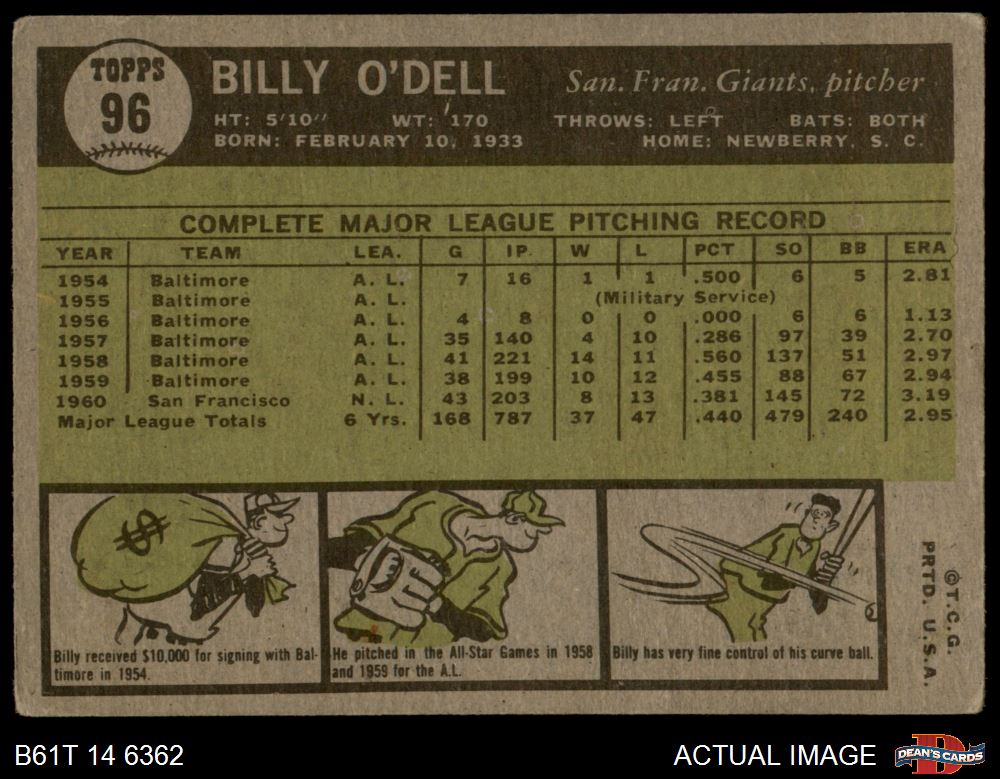 TOPPS
96
BILLY O'DELL
San. Fran. Giants, pitcher
HT: 5'10" WT: 170 THROWS: LEFT BATS: BOTH
BORN: FEBRUARY 10, 1933 HOME: NEWBERRY, S. C.
COMPLETE MAJOR LEAGUE PITCHING RECORD
YEAR TEAM LEA. G IP. W L PCT SO BB ERA
1954 Baltimore A. L. 7 16 1 1 .500 6 5 2.81
1955 Baltimore A. L. (Military Service)
1956 Baltimore A. L. 4 8 0 0 .000 6 6 1.13
1957 Baltimore A. L. 35 140 4 10 .286 97 39 2.70
1958 Baltimore A. L. 41 221 14 11 .560 137 51 2.97
1959 Baltimore A. L. 38 199 10 12 .455 88 67 2.94
1960 San Francisco N. L. 43 203 8 13 .381 145 72 3.19
Major League Totals 6 Yrs. 168 787 37 47 .440 479 240 2.95
$
Billy received $10,000 for signing with Bal-
timore in 1954.
He pitched in the All-Star Games in 1958
and 1959 for the A.L.
Billy has very fine control of his curve ball.
©T.C.G.
PRTD. U.S.A.
B61T 14 6362
ACTUAL IMAGE
D
DEAN'S CARDS